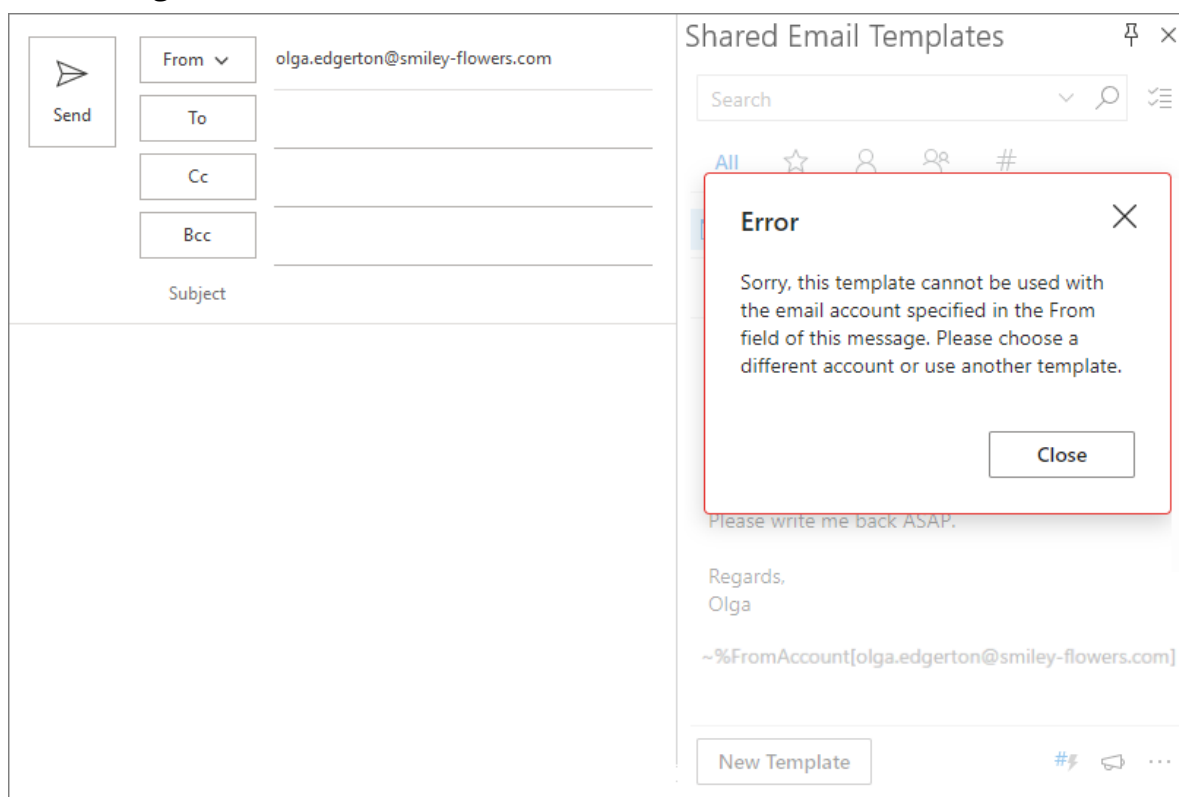 From
olga.edgerton@smiley-flowers.com
Send
To
Cc
Bcc
Subject
Shared Email Templates
Search
All
#
Error
Sorry, this template cannot be used with
the email account specified in the From
field of this message. Please choose a
different account or use another template.
Close
Please write me back ASAP.
Regards,
Olga
~%FromAccount[olga.edgerton@smiley-flowers.com]
New Template
#